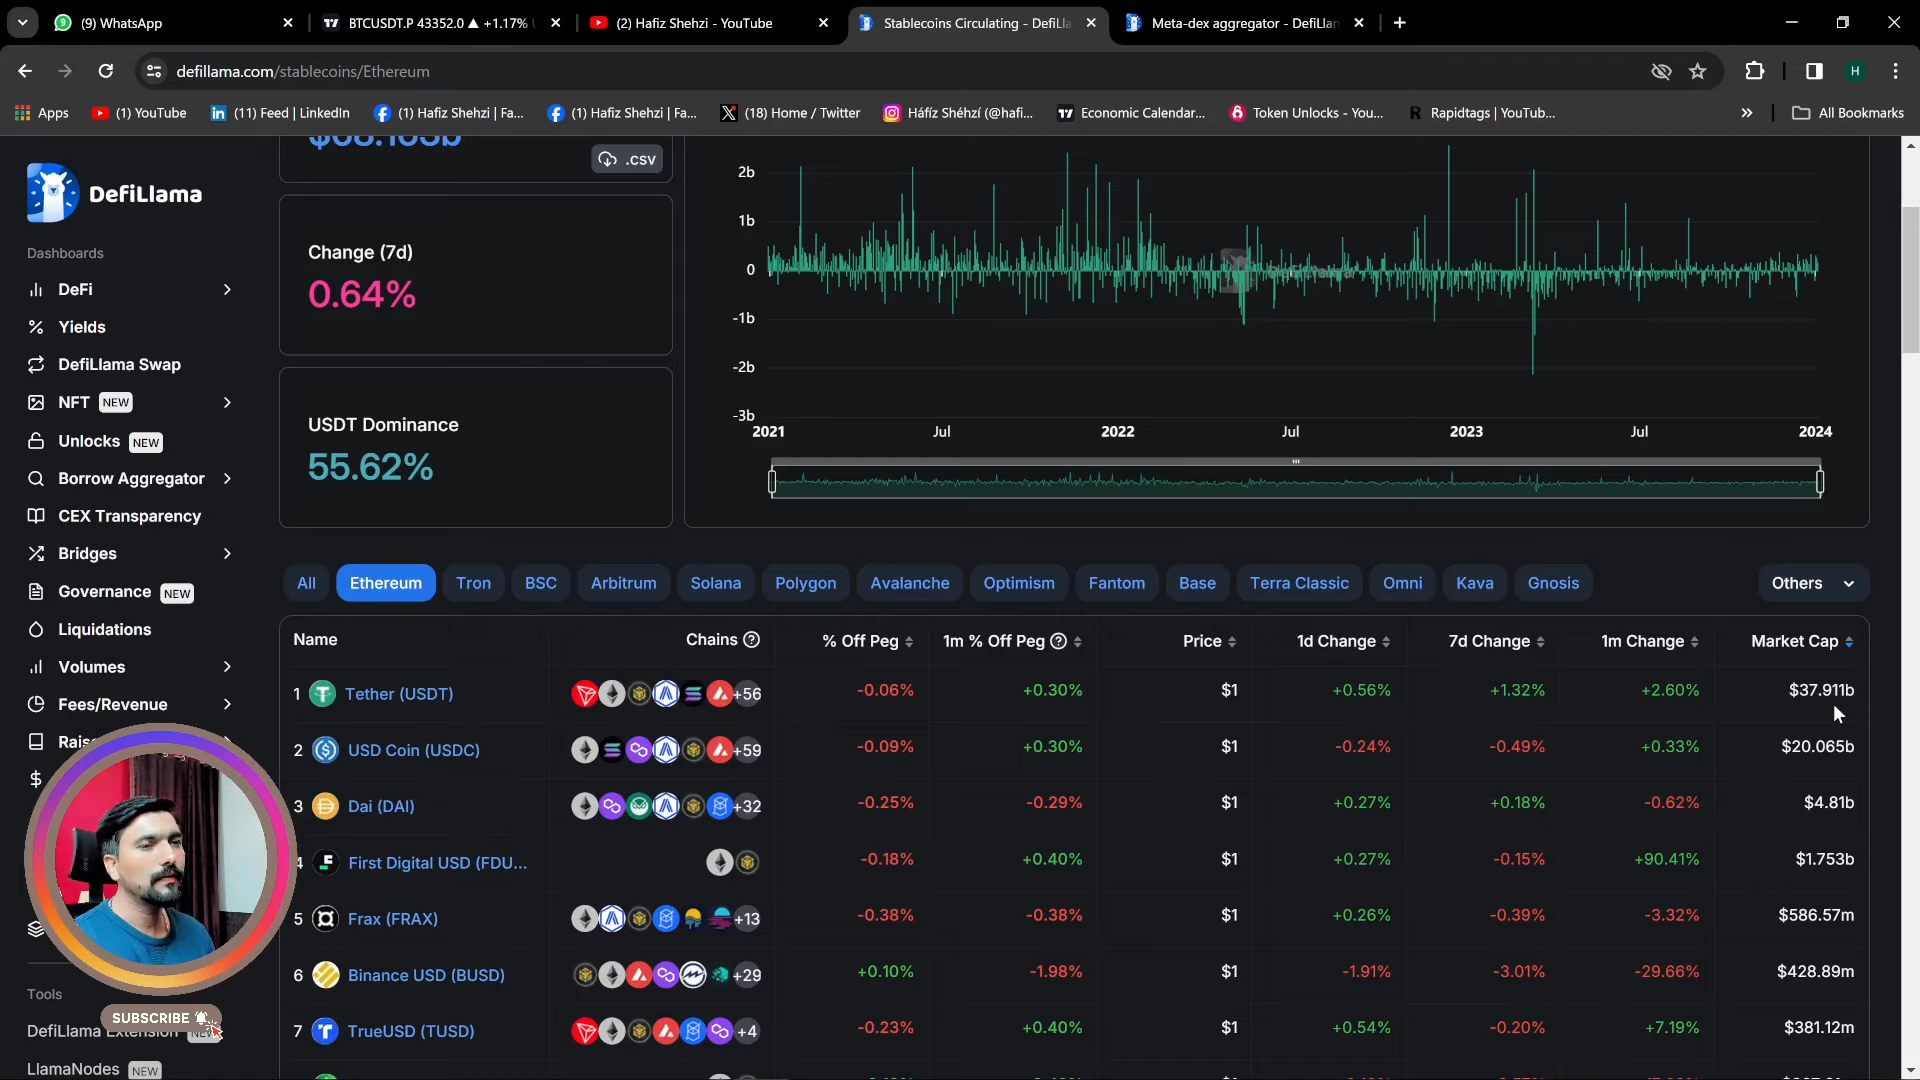 (9) WhatsApp
BTCUSDT.P 43352.0 ▲ +1.17%
(2) Hafiz Shehzi - YouTube
Stablecoins Circulating - DefiLla
Meta-dex aggregator - DefiLlan
defillama.com/stablecoins/Ethereum
H
Apps
(1) YouTube
(11) Feed | LinkedIn
(1) Hafiz Shehzi | Fa...
(1) Hafiz Shehzi | Fa...
(18) Home / Twitter
Háfíz Shéhzí (@hafi...
Economic Calendar...
Token Unlocks - You...
Rapidtags | YouTub...
All Bookmarks
DefiLlama
Dashboards
DeFi
Yields
DefiLlama Swap
NFT NEW
Unlocks NEW
Borrow Aggregator
CEX Transparency
Bridges
Governance NEW
Liquidations
Volumes
Fees/Revenue
Tools
DefiLlama Extension
LlamaNodes NEW
SUBSCRIBE
.csv
Change (7d)
0.64%
USDT Dominance
55.62%
2b
1b
0
-1b
-2b
-3b
2021 Jul 2022 Jul 2023 Jul 2024
All Ethereum Tron BSC Arbitrum Solana Polygon Avalanche Optimism Fantom Base Terra Classic Omni Kava Gnosis Others
Name Chains % Off Peg 1m % Off Peg Price 1d Change 7d Change 1m Change Market Cap
1 Tether (USDT) +56 -0.06% +0.30% $1 +0.56% +1.32% +2.60% $37.911b
2 USD Coin (USDC) +59 -0.09% +0.30% $1 -0.24% -0.49% +0.33% $20.065b
3 Dai (DAI) +32 -0.25% -0.29% $1 +0.27% +0.18% -0.62% $4.81b
4 First Digital USD (FDU... -0.18% +0.40% $1 +0.27% -0.15% +90.41% $1.753b
5 Frax (FRAX) +13 -0.38% -0.38% $1 +0.26% -0.39% -3.32% $586.57m
6 Binance USD (BUSD) +29 +0.10% -1.98% $1 -1.91% -3.01% -29.66% $428.89m
7 TrueUSD (TUSD) +4 -0.23% +0.40% $1 +0.54% -0.20% +7.19% $381.12m